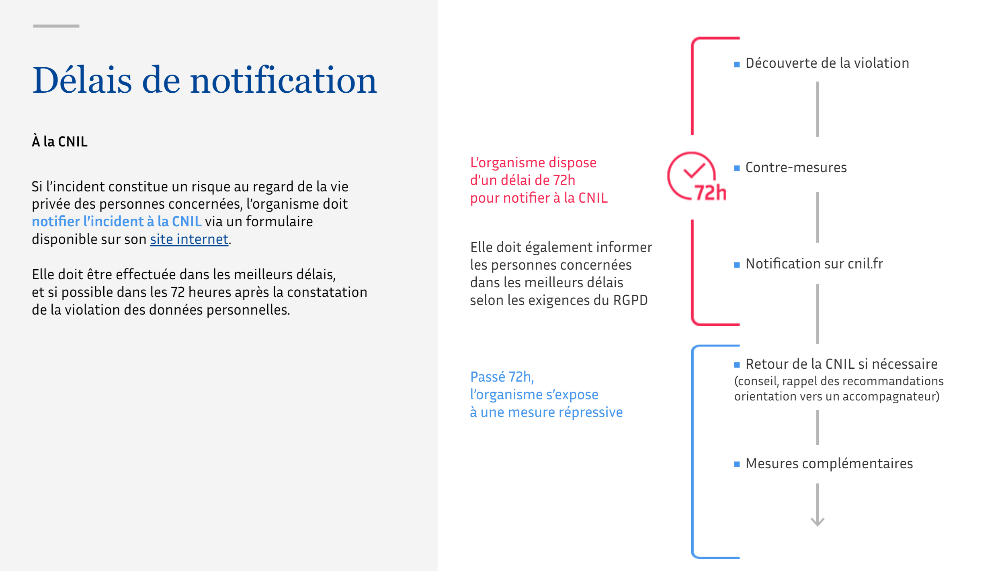 Délais de notification
À la CNIL
Si l’incident constitue un risque au regard de la vie
privée des personnes concernées, l’organisme doit
notifier l’incident à la CNIL via un formulaire
disponible sur son site internet.
Elle doit être effectuée dans les meilleurs délais,
et si possible dans les 72 heures après la constatation
de la violation des données personnelles.
L’organisme dispose
d’un délai de 72h
pour notifier à la CNIL
Elle doit également informer
les personnes concernées
dans les meilleurs délais
selon les exigences du RGPD
Passé 72h,
l’organisme s’expose
à une mesure répressive
72h
Découverte de la violation
Contre-mesures
Notification sur cnil.fr
Retour de la CNIL si nécessaire
(conseil, rappel des recommandations
orientation vers un accompagnateur)
Mesures complémentaires